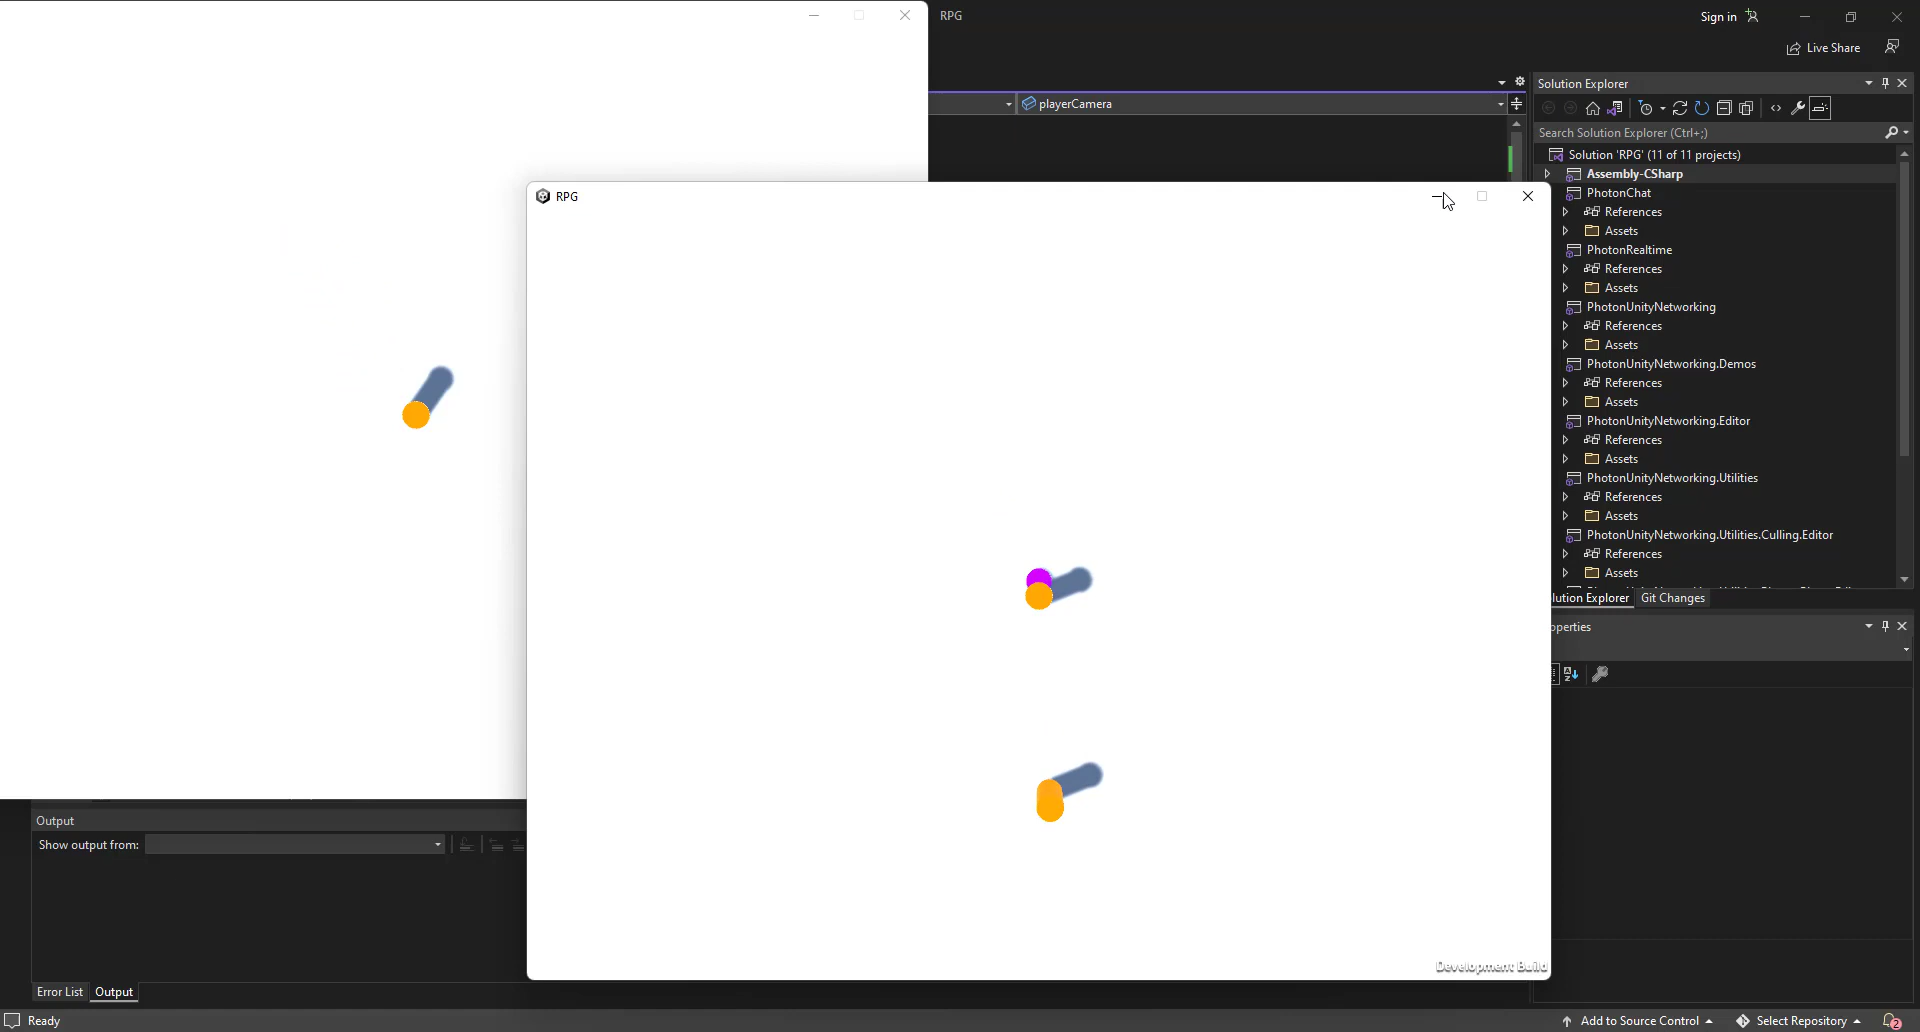 RPG
Sign in
Live Share
playerCamera
Solution Explorer
Search Solution Explorer (Ctrl+;)
Solution 'RPG' (11 of 11 projects)
Assembly-CSharp
PhotonChat
References
Assets
PhotonRealtime
References
Assets
PhotonUnityNetworking
References
Assets
PhotonUnityNetworking.Demos
References
Assets
PhotonUnityNetworking.Editor
References
Assets
PhotonUnityNetworking.Utilities
References
Assets
PhotonUnityNetworking.Utilities.Culling.Editor
References
Assets
lution Explorer
Git Changes
operties
RPG
Development Build
Output
Show output from:
Error List
Output
Ready
Add to Source Control
Select Repository
2